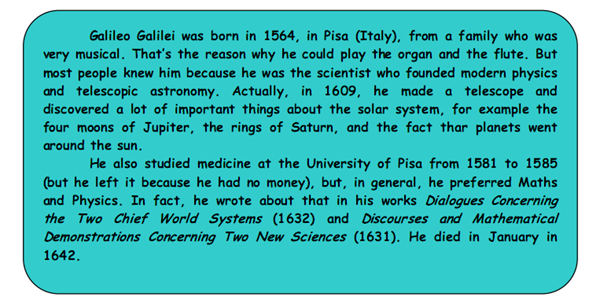 Galileo Galilei was born in 1564, in Pisa (Italy), from a family who was
very musical. That's the reason why he could play the organ and the flute. But
most people knew him because he was the scientist who founded modern physics
and telescopic astronomy. Actually, in 1609, he made a telescope and
discovered a lot of important things about the solar system, for example the
four moons of Jupiter, the rings of Saturn, and the fact thar planets went
around the sun.
He also studied medicine at the University of Pisa from 1581 to 1585
(but he left it because he had no money), but, in general, he preferred Maths
and Physics. In fact, he wrote about that in his works Dialogues Concerning
the Two Chief World Systems (1632) and Discourses and Mathematical
Demonstrations Concerning Two New Sciences (1631). He died in January in
1642.